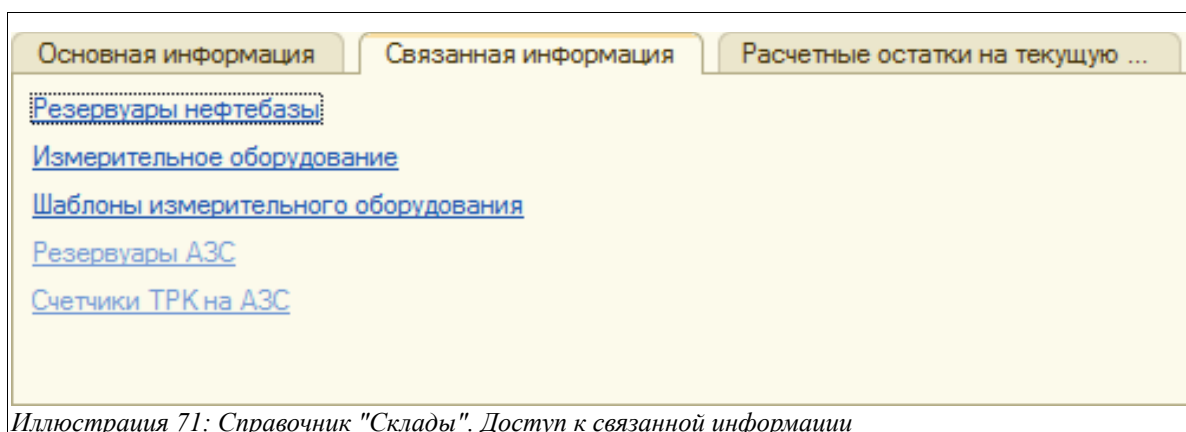 Основная информация Связанная информация Расчетные остатки на текущую ...
Резервуары нефтебазы
Измерительное оборудование
Шаблоны измерительного оборудования
Резервуары АЗС
Счетчики ТРК на АЗС
Иллюстрация 71: Справочник "Склады". Доступ к связанной информации